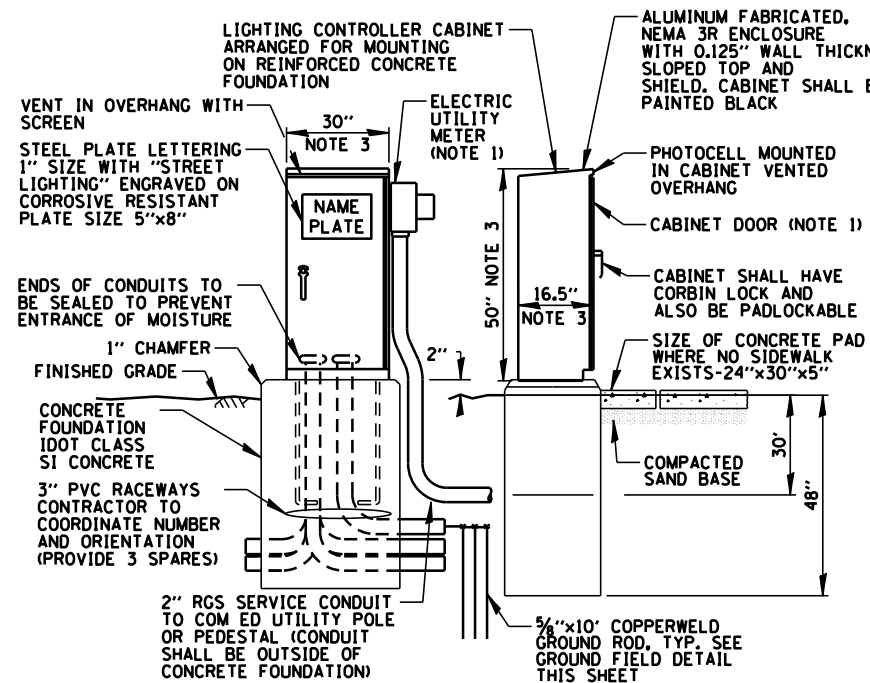 LIGHTING CONTROLLER CABINET
ARRANGED FOR MOUNTING
ON REINFORCED CONCRETE
FOUNDATION
ALUMINUM FABRICATED,
NEMA 3R ENCLOSURE
WITH 0.125" WALL
SLOPED TOP AND
SHIELD. CABINET SHALL
PAINTED BLACK
VENT IN OVERHANG WITH
SCREEN
30"
NOTE 3
ELECTRIC
UTILITY
METER
(NOTE 1)
STEEL PLATE LETTERING
1" SIZE WITH "STREET
LIGHTING" ENGRAVED ON
CORROSIVE RESISTANT
PLATE SIZE 5"x8"
NAME
PLATE
PHOTOCELL MOUNTED
IN CABINET VENTED
OVERHANG
CABINET DOOR (NOTE 1)
50" NOTE 3
16.5"
NOTE 3
CABINET SHALL HAVE
CORBIN LOCK AND
ALSO BE PADLOCKABLE
ENDS OF CONDUITS TO
BE SEALED TO PREVENT
ENTRANCE OF MOISTURE
1" CHAMFER
FINISHED GRADE
2"
SIZE OF CONCRETE PAD
WHERE NO SIDEWALK
EXISTS-24"x30"x5"
CONCRETE
FOUNDATION
IDOT CLASS
SI CONCRETE
COMPACTED
SAND BASE
30'
48"
3" PVC RACEWAYS
CONTRACTOR TO
COORDINATE NUMBER
AND ORIENTATION
(PROVIDE 3 SPARES)
2" RGS SERVICE CONDUIT
TO COM ED UTILITY POLE
OR PEDESTAL (CONDUIT
SHALL BE OUTSIDE OF
CONCRETE FOUNDATION)
⅝"x10' COPPERWELD
GROUND ROD, TYP. SEE
GROUND FIELD DETAIL
THIS SHEET